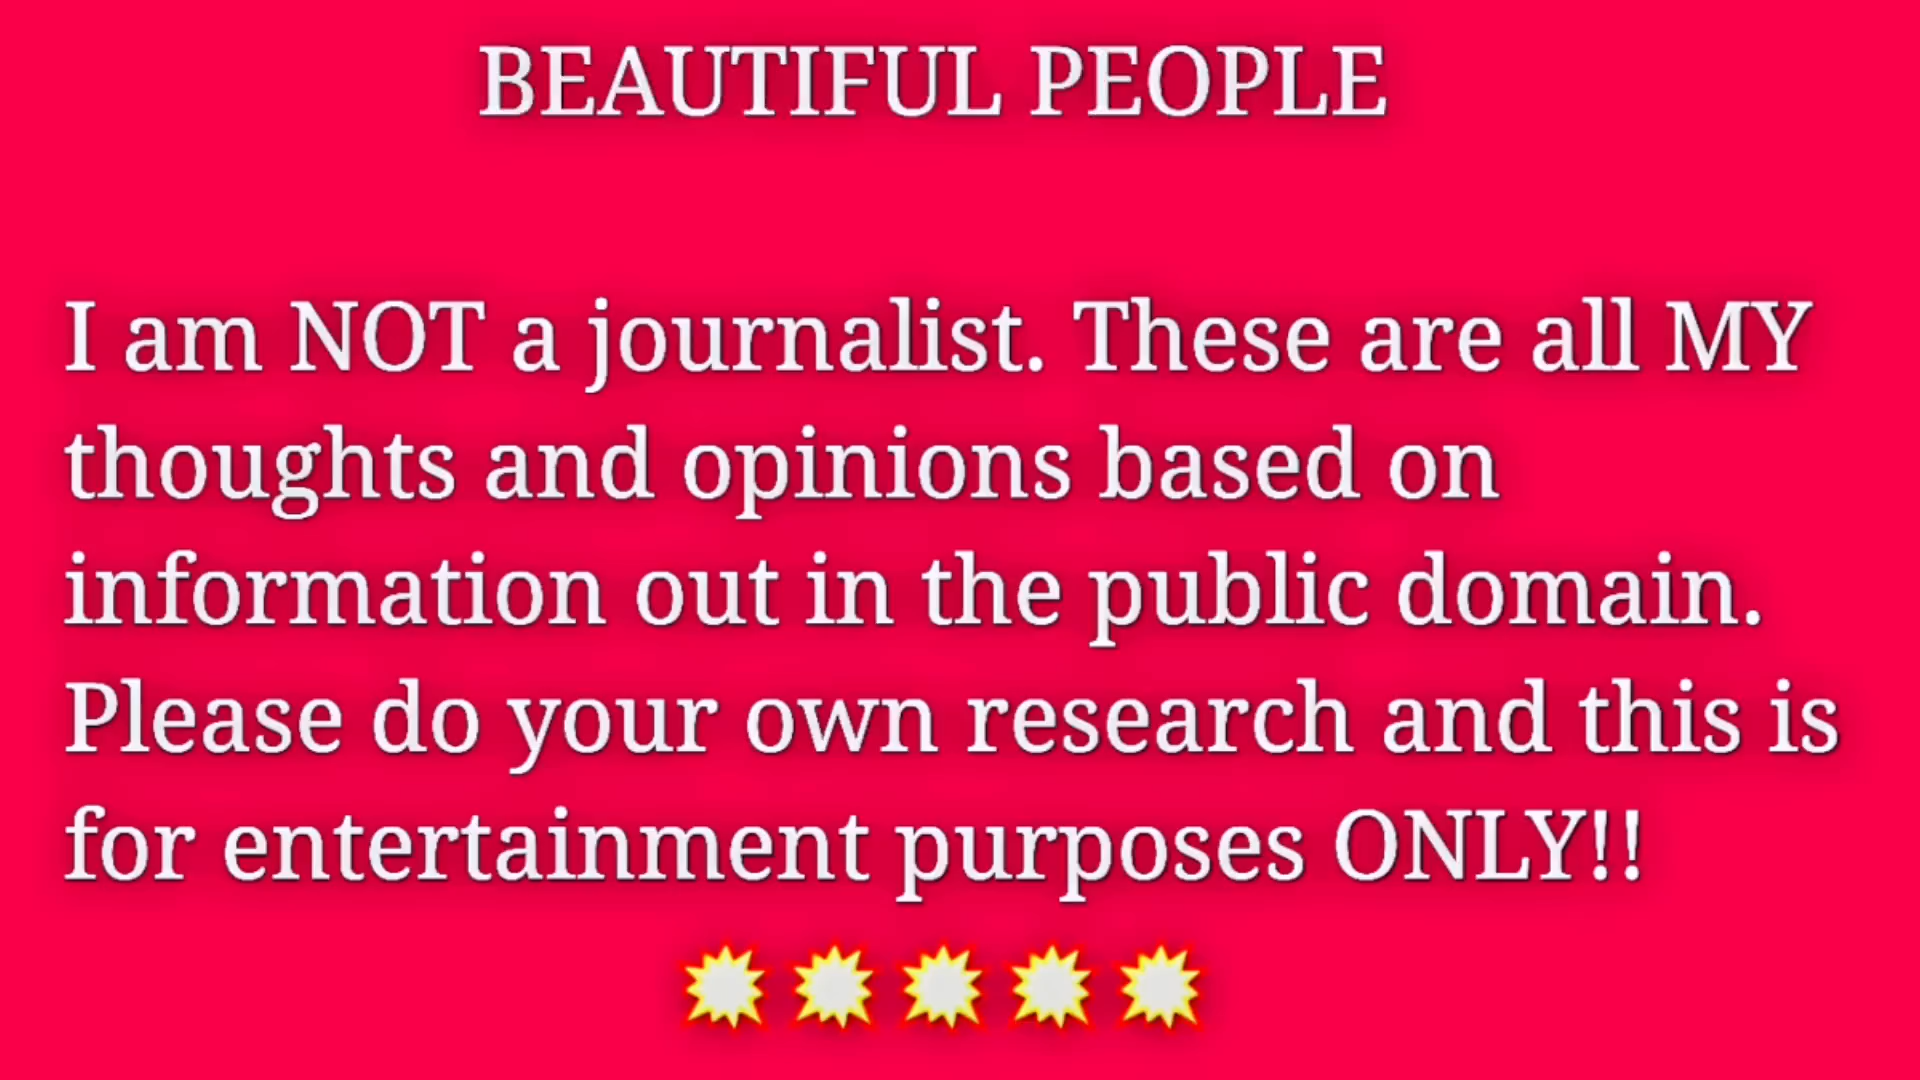 BEAUTIFUL PEOPLE
I am NOT a journalist. These are all MY
thoughts and opinions based on
information out in the public domain.
Please do your own research and this is
for entertainment purposes ONLY!!